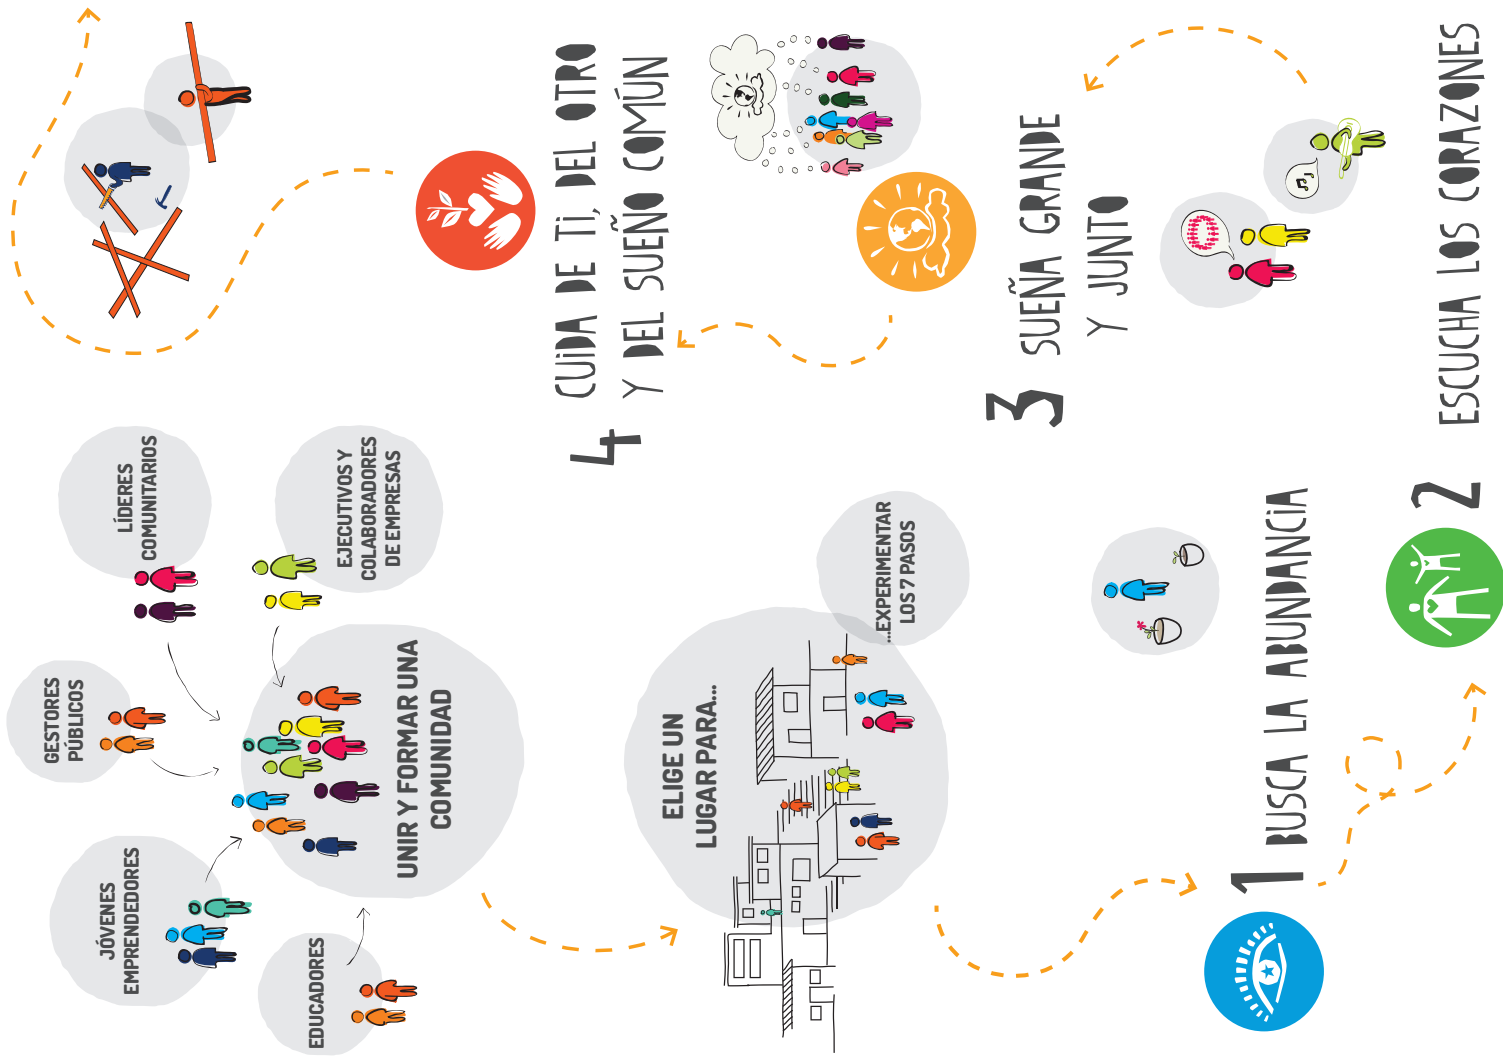 JÓVENES
EMPRENDEDORES
EDUCADORES
GESTORES
PÚBLICOS
LÍDERES
COMUNITARIOS
EJECUTIVOS Y
COLABORADORES
DE EMPRESAS
UNIR Y FORMAR UNA
COMUNIDAD
ELIGE UN
LUGAR PARA...
...EXPERIMENTAR
LOS 7 PASOS
1 BUSCA LA ABUNDANCiA
2 ESCUCHA LOS CORAZONES
3 SUEÑA GRANDE
Y JUNTO
4 CUiDA DE Ti, DEL OTRO
Y DEL SUEÑO COMÚN